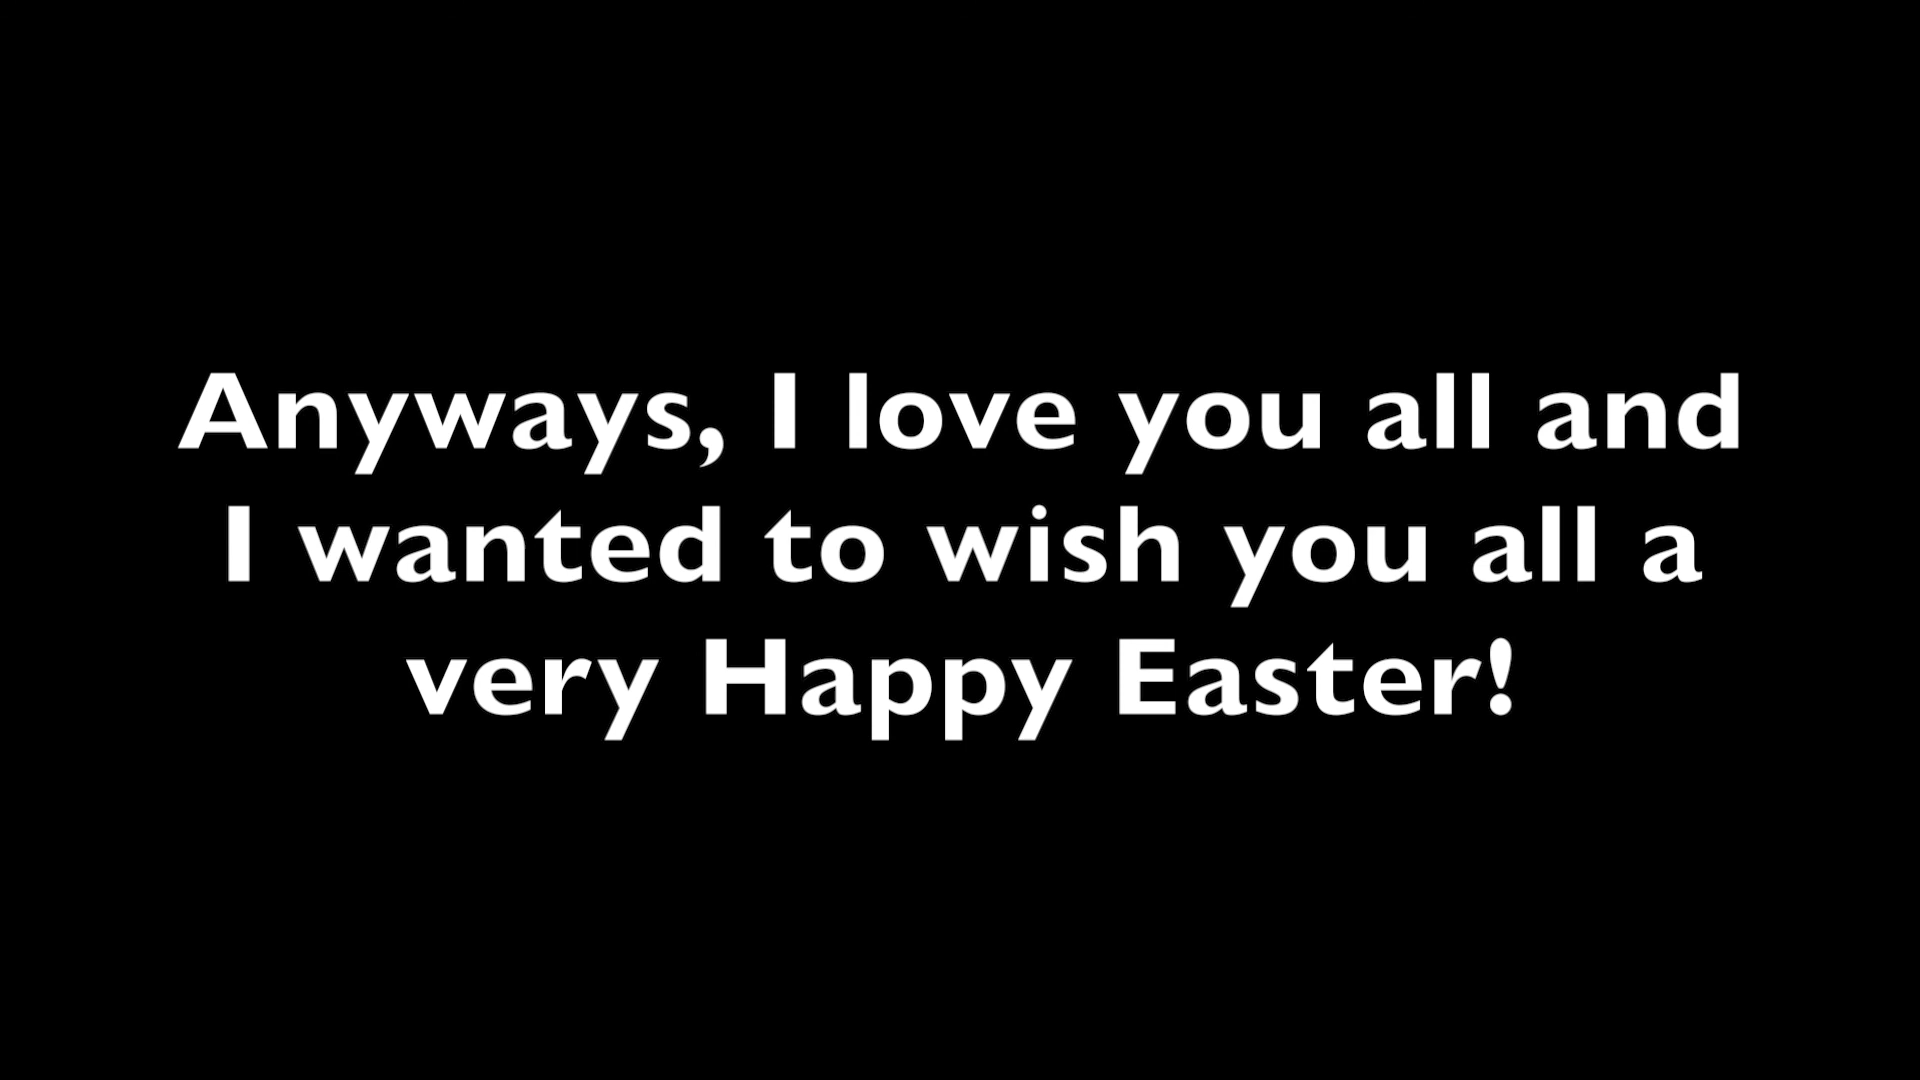 Anyways, I love you all and
I wanted to wish you all a
very Happy Easter!